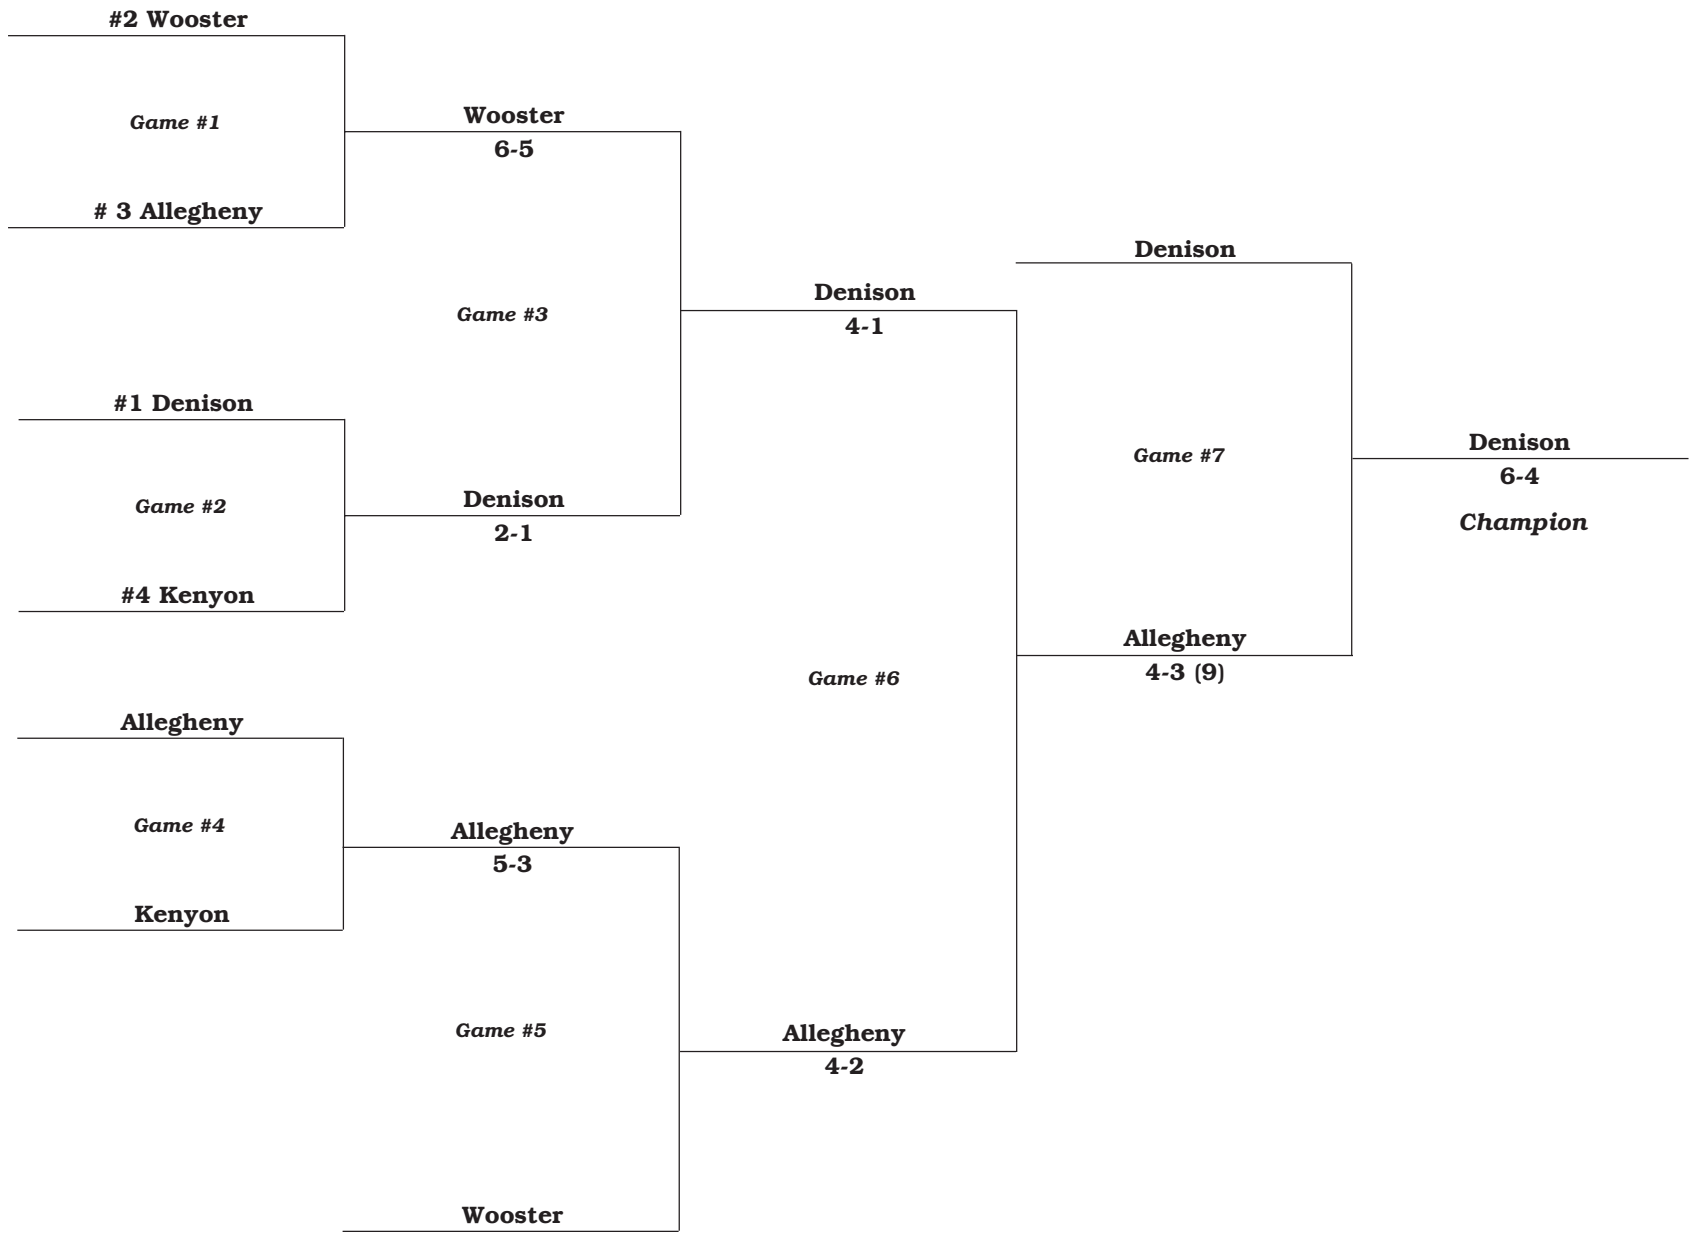 #2 Wooster
Game #1
# 3 Allegheny
Wooster
6-5
Game #3
#1 Denison
Game #2
#4 Kenyon
Denison
2-1
Denison
4-1
Game #6
Allegheny
Game #4
Kenyon
Allegheny
5-3
Game #5
Wooster
Allegheny
4-2
Denison
Game #7
Allegheny
4-3 (9)
Denison
6-4
Champion